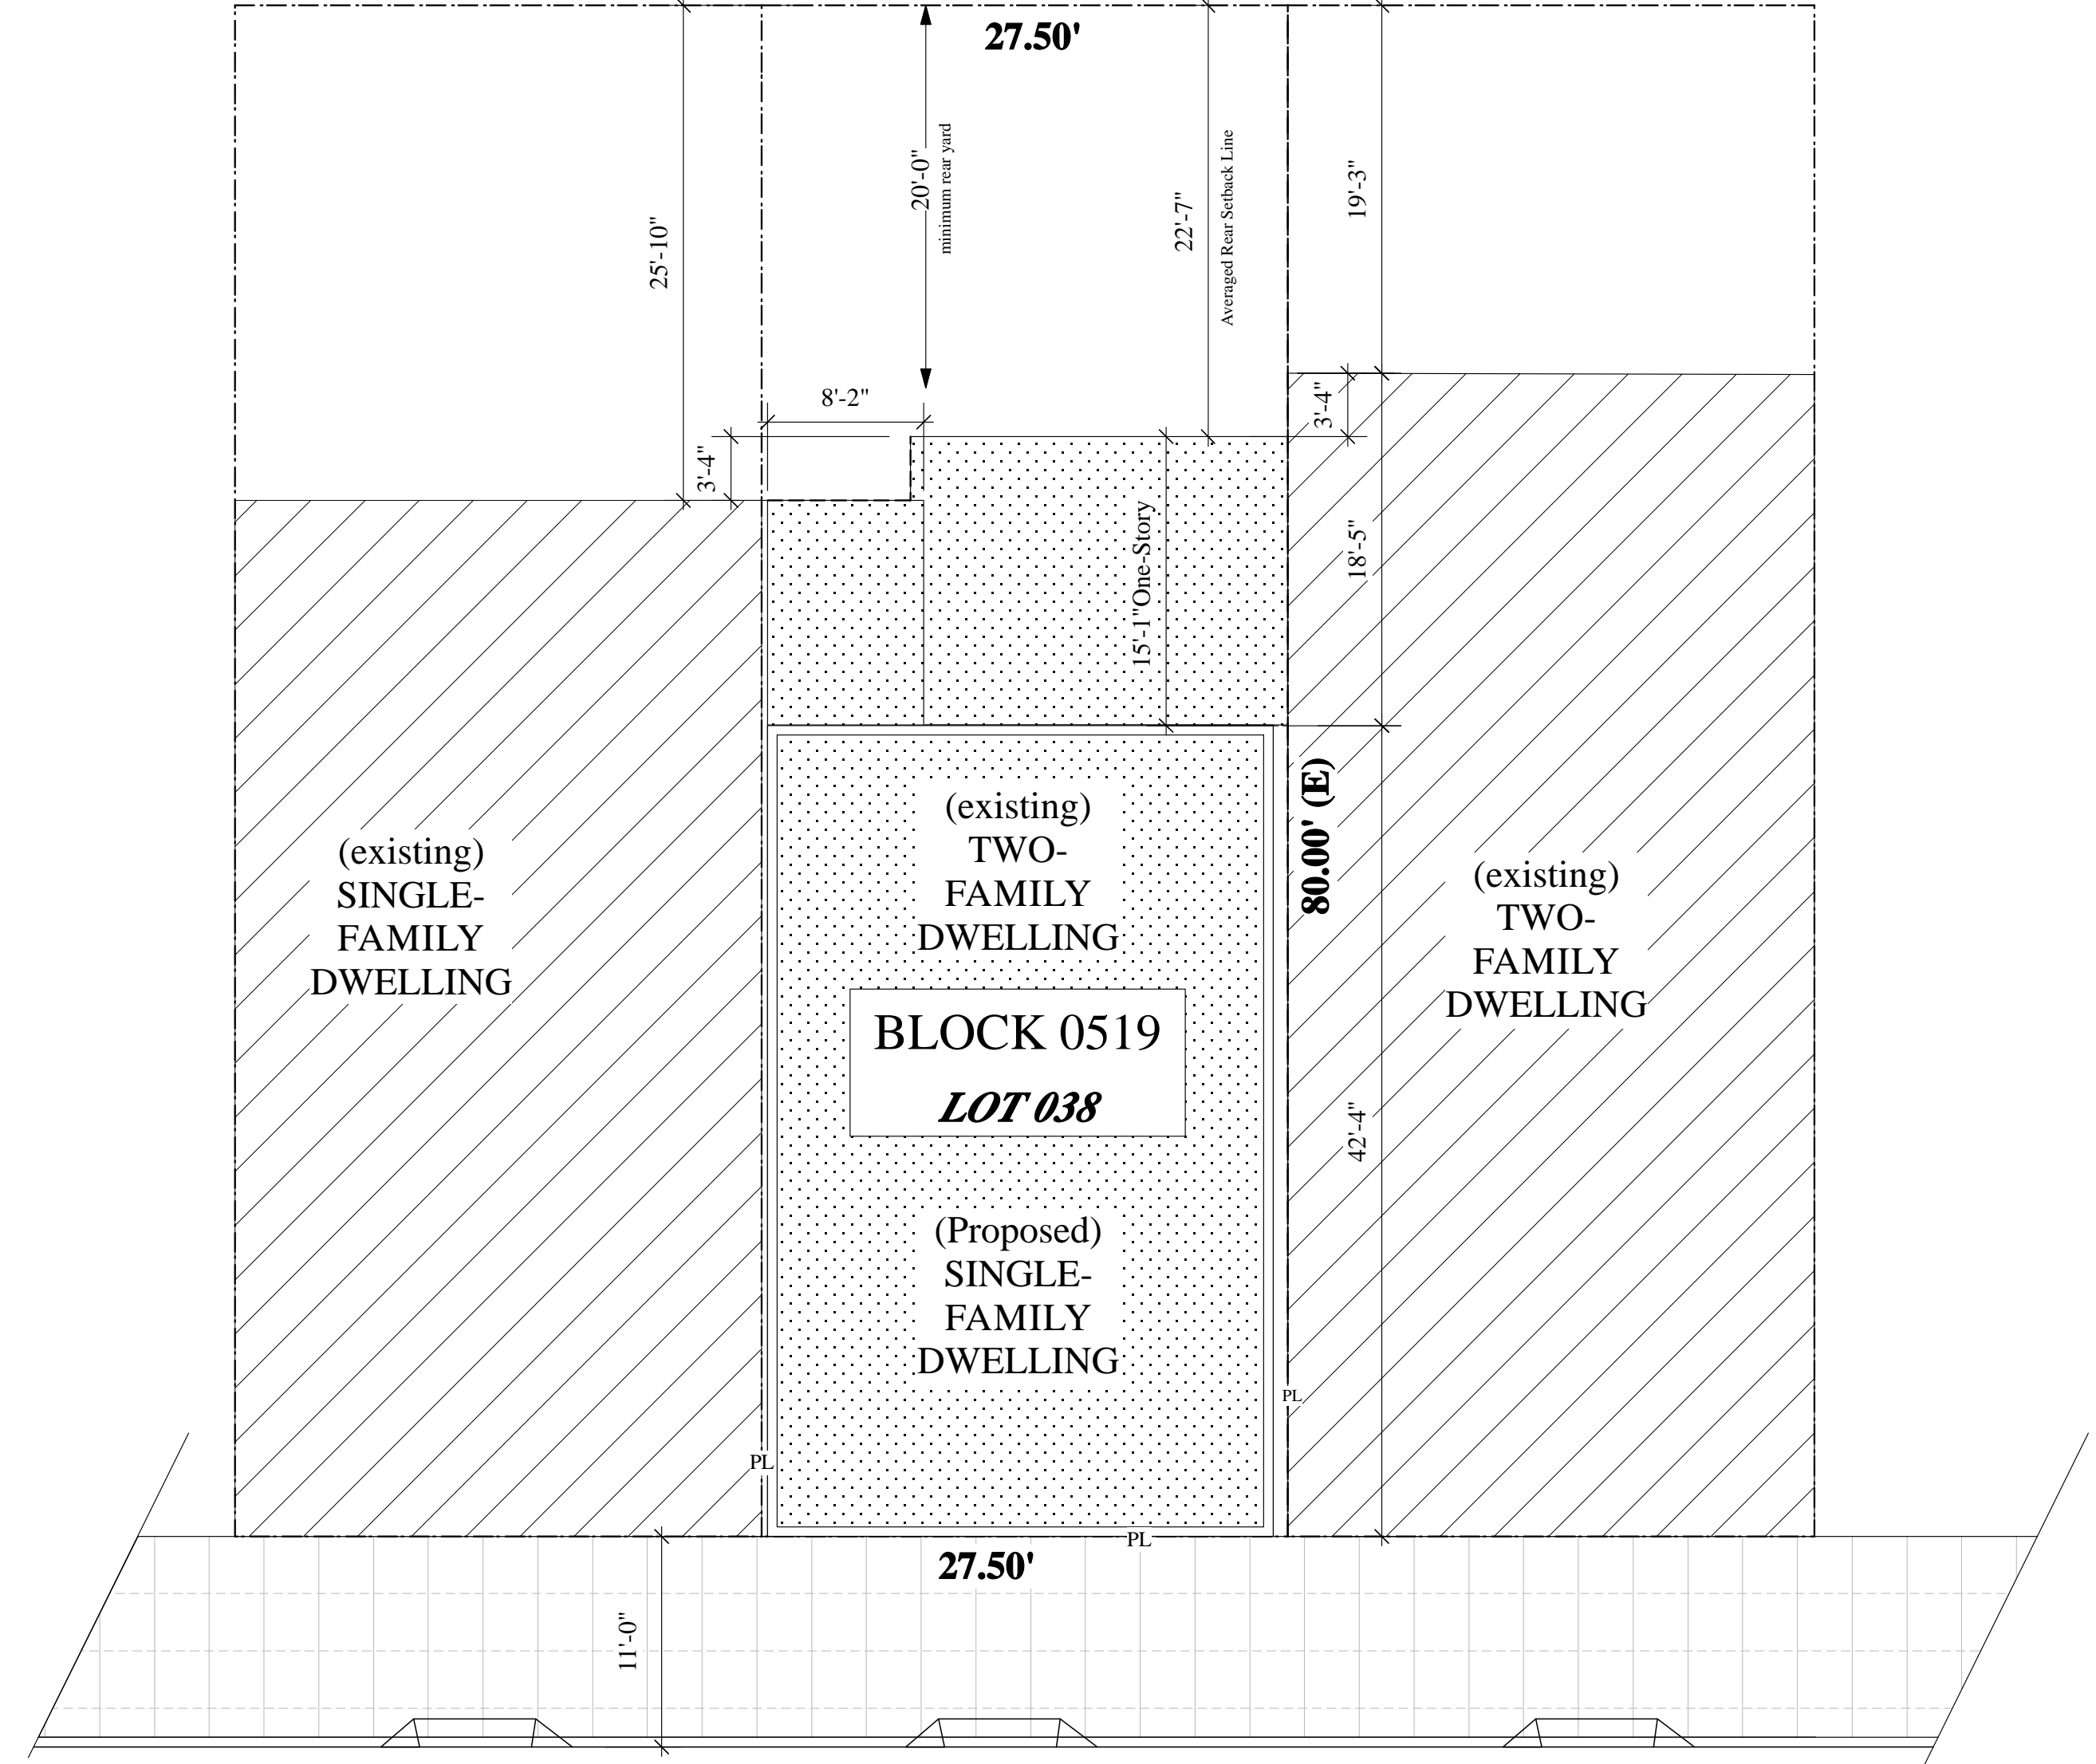 27.50'
20'-0"
minimum rear yard
25'-10"
22'-7"
Averaged Rear Setback Line
19'-3"
8'-2"
3'-4"
3'-4"
15'-1"One-Story
18'-5"
(existing)
SINGLE-
FAMILY
DWELLING
(existing)
TWO-
FAMILY
DWELLING
80.00' (E)
(existing)
TWO-
FAMILY
DWELLING
BLOCK 0519
LOT 038
42'-4"
(Proposed)
SINGLE-
FAMILY
DWELLING
PL
PL
PL
27.50'
11'-0"